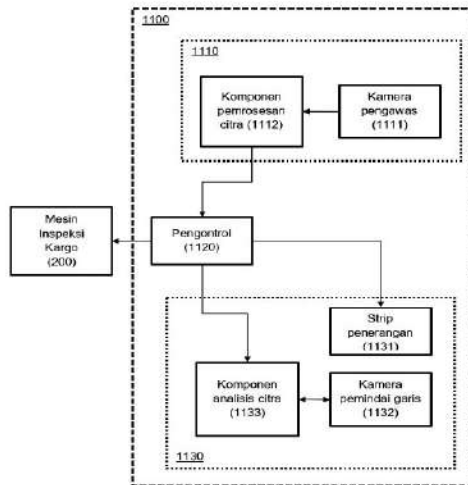 1100
1110
Komponen
pemrosesan
citra (1112)
Kamera
pengawas
(1111)
Mesin
Inspeksi
Kargo
(200)
Pengontrol
(1120)
Strip
penerangan
(1131)
Komponen
analisis citra
(1133)
Kamera
pemindai garis
(1132)
1130